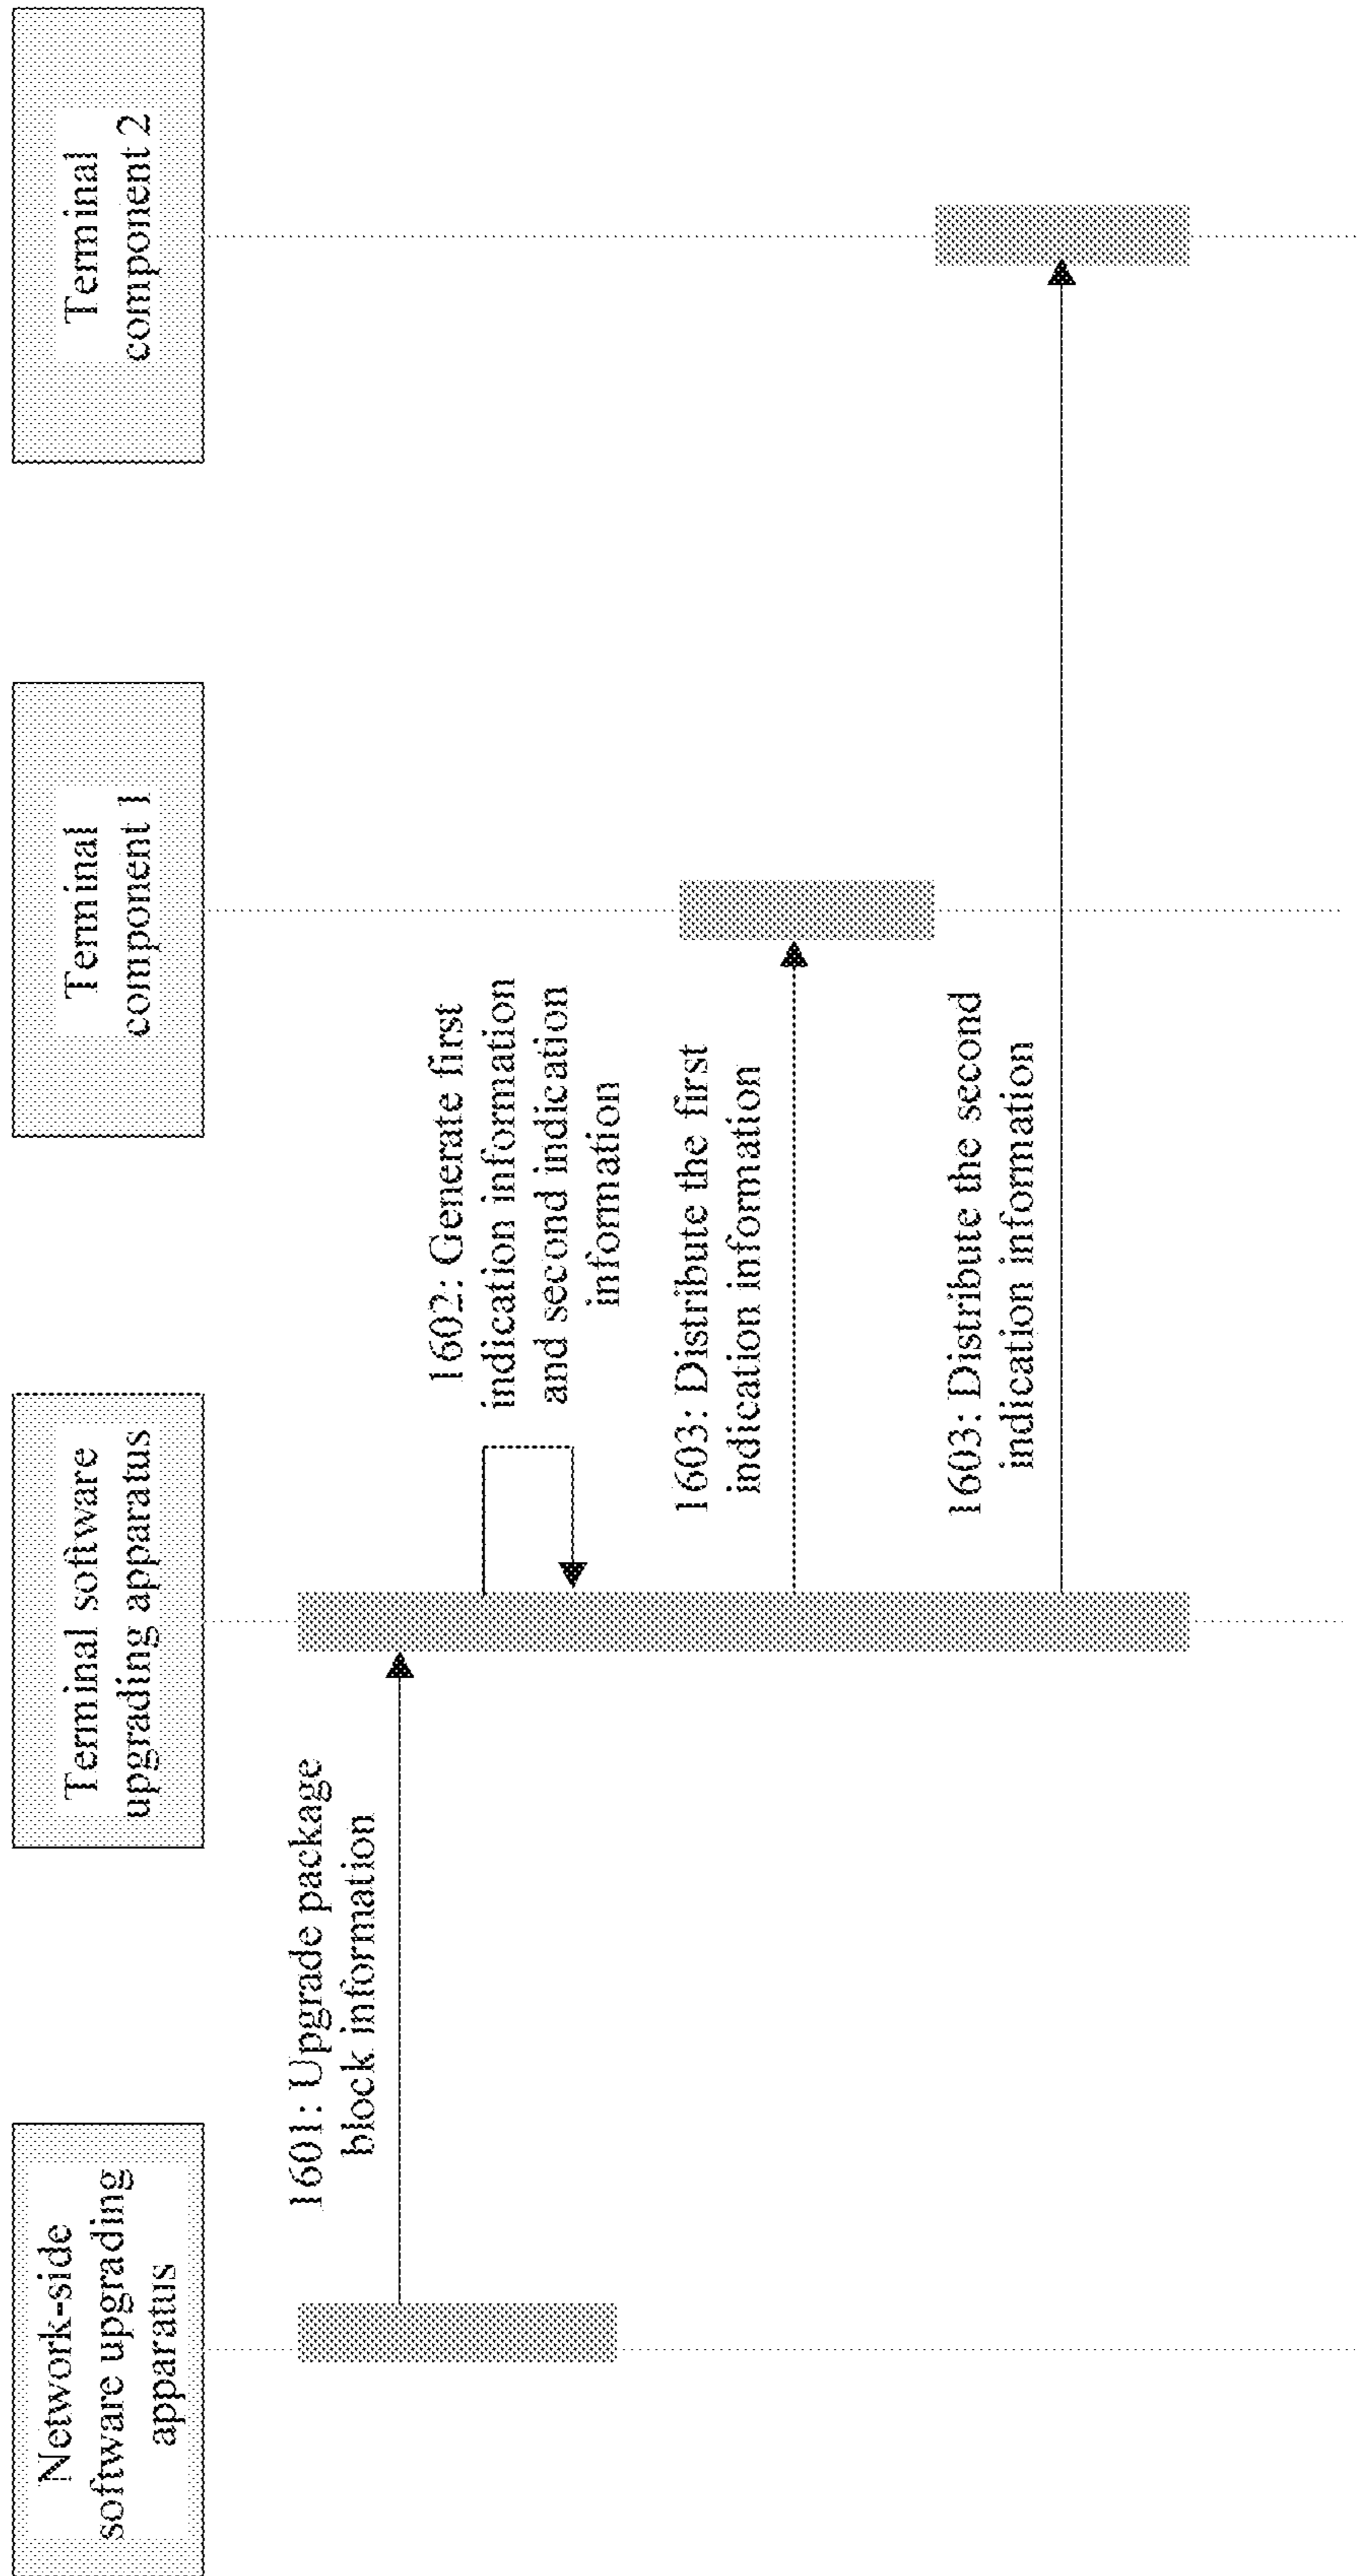 Network-side
software upgrading
apparatus
Terminal software
upgrading apparatus
Terminal
component 1
Terminal
component 2
1601: Upgrade package
block information
1602: Generate first
indication information
and second indication
information
1603: Distribute the first
indication information
1603: Distribute the second
indication information